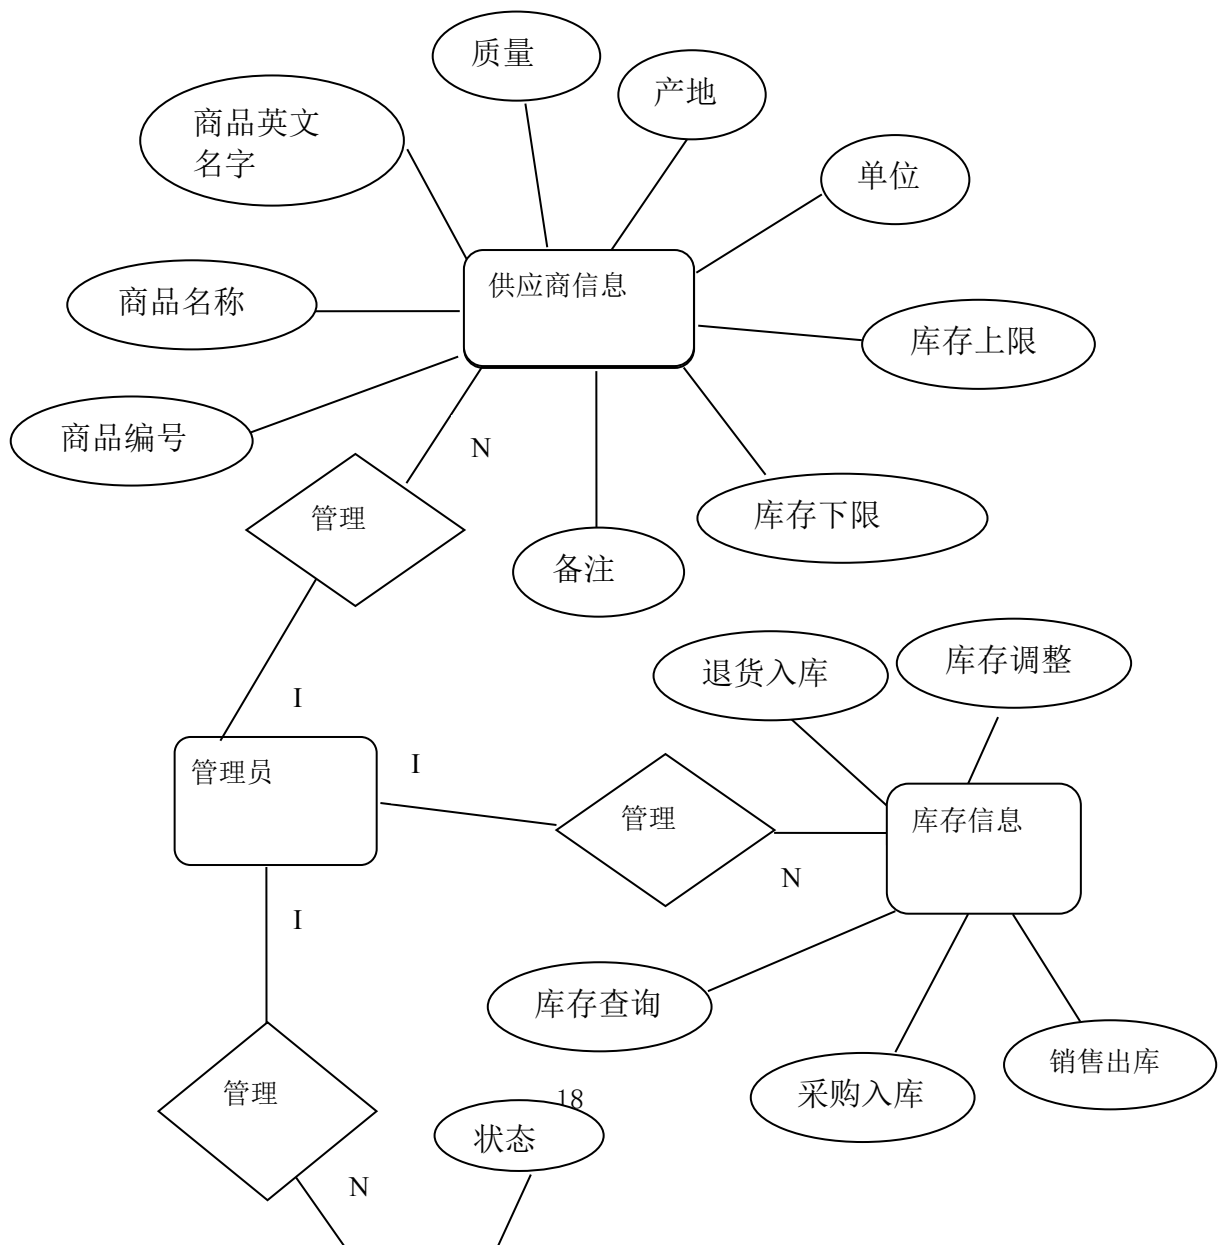 质量
产地
商品英文
名字
单位
供应商信息
商品名称
库存上限
商品编号
N
管理
库存下限
备注
退货入库
库存调整
I
管理员
I
管理
库存信息
N
I
库存查询
销售出库
采购入库
管理
18
状态
N